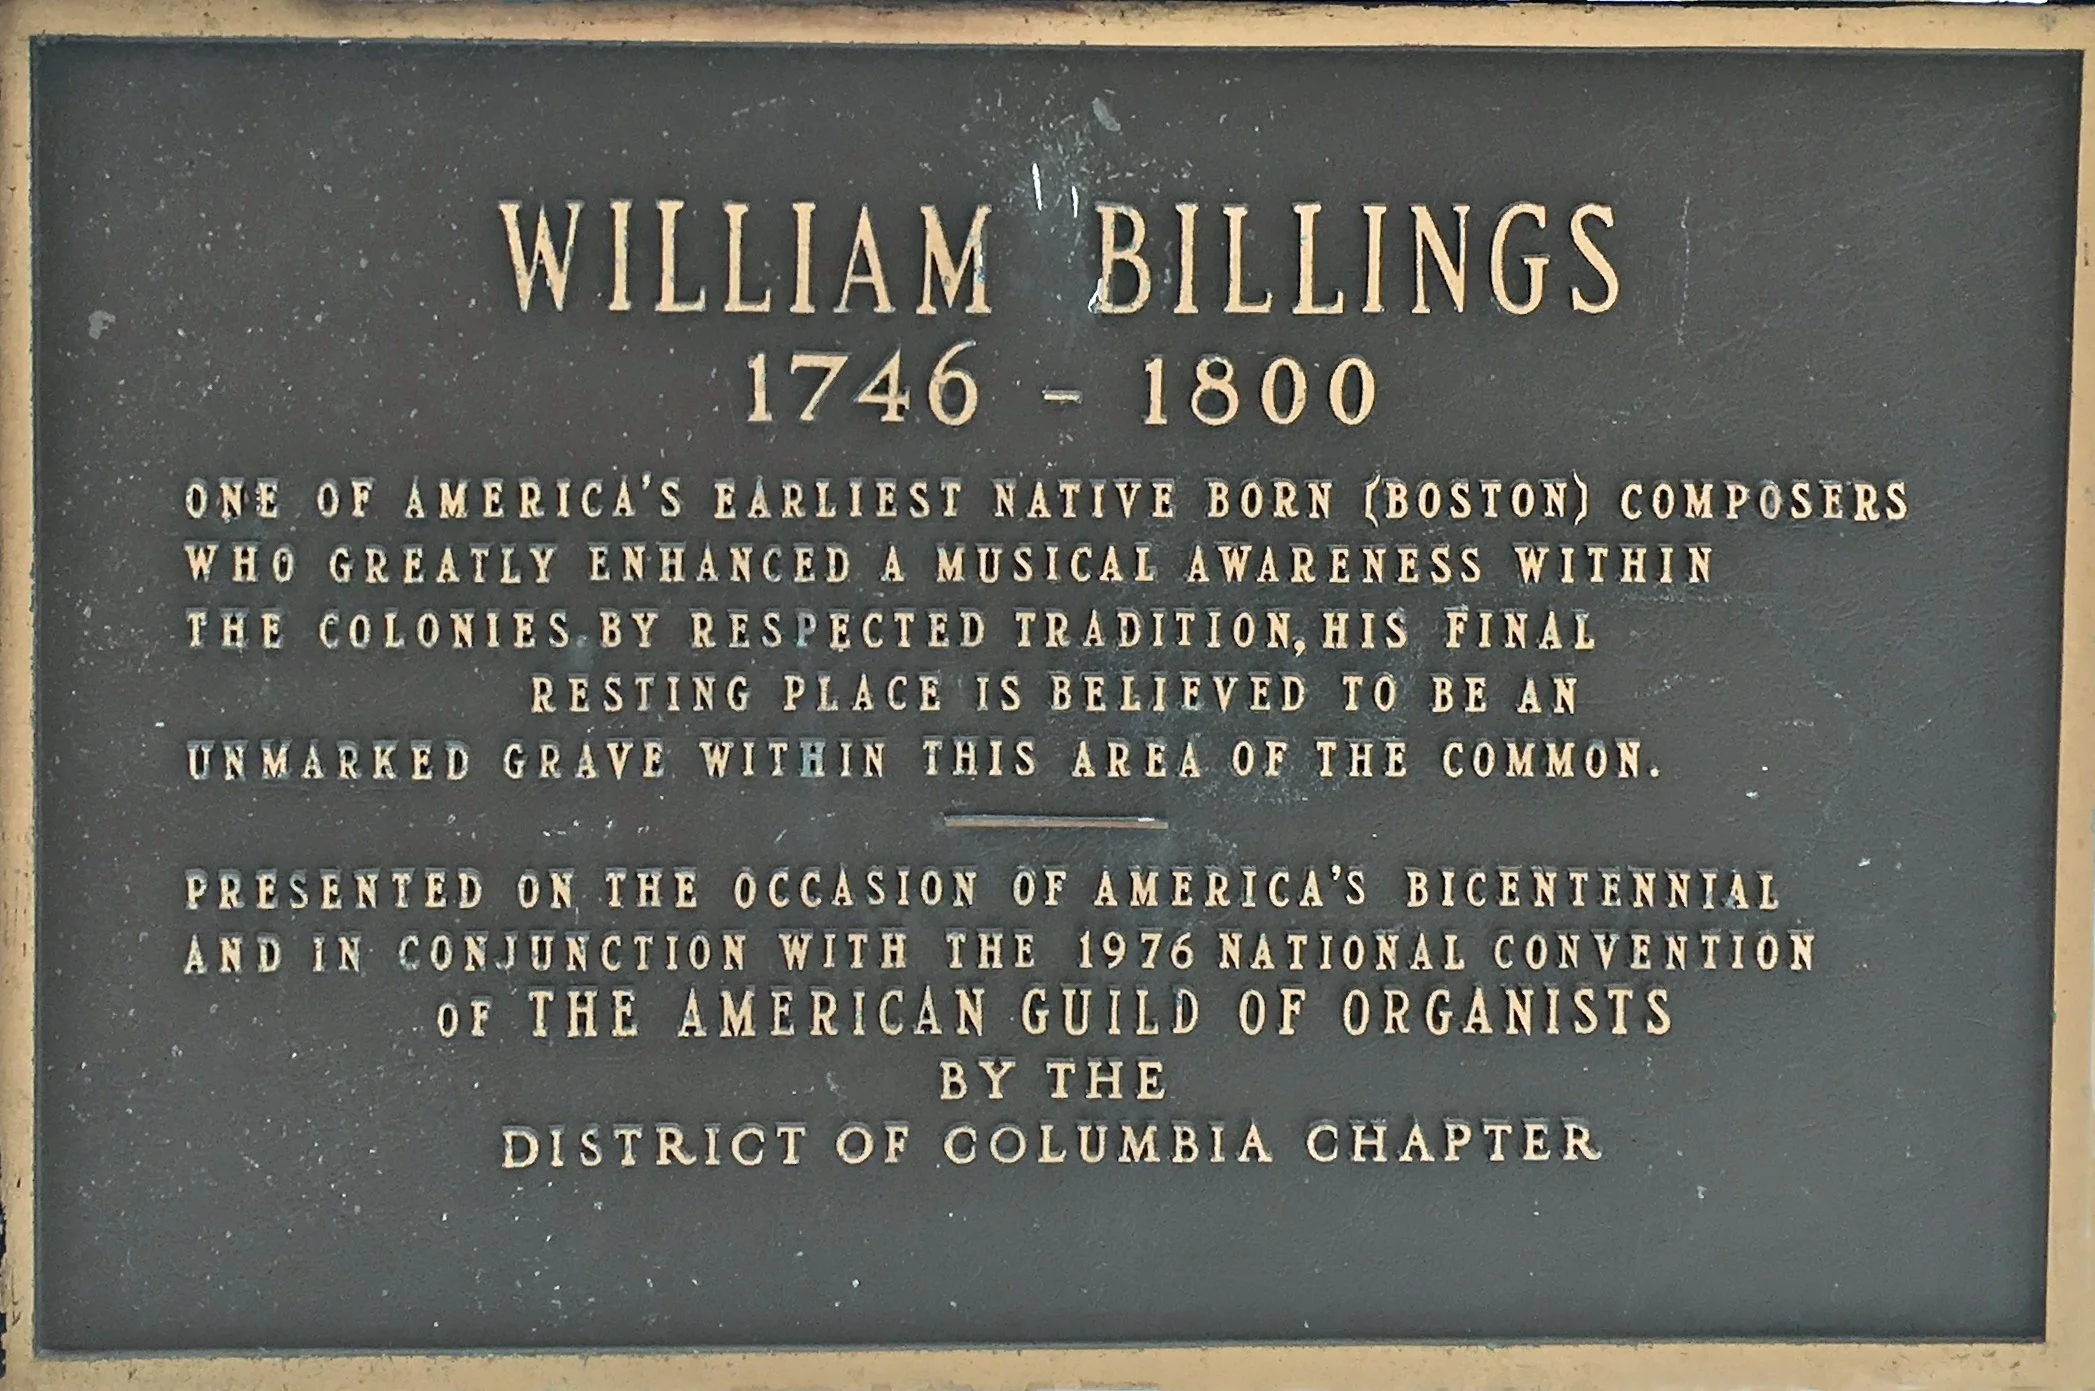 WILLIAM BILLINGS
1746 - 1800
ONE OF AMERICA'S EARLIEST NATIVE BORN (BOSTON) COMPOSERS
WHO GREATLY ENHANCED A MUSICAL AWARENESS WITHIN
THE COLONIES. BY RESPECTED TRADITION, HIS FINAL
RESTING PLACE IS BELIEVED TO BE AN
UNMARKED GRAVE WITHIN THIS AREA OF THE COMMON.
PRESENTED ON THE OCCASION OF AMERICA'S BICENTENNIAL
AND IN CONJUNCTION WITH THE 1976 NATIONAL CONVENTION
OF THE AMERICAN GUILD OF ORGANISTS
BY THE
DISTRICT OF COLUMBIA CHAPTER